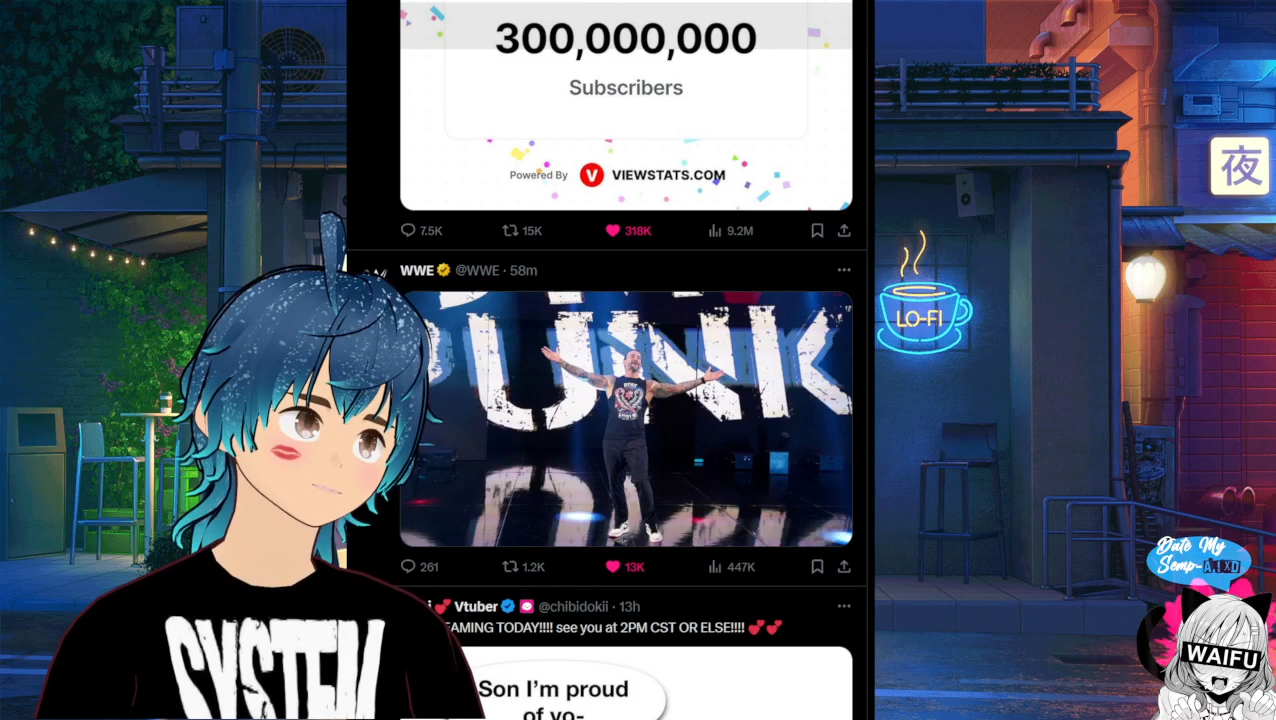 300,000,000
Subscribers
Powered By V VIEWSTATS.COM
7.5K 15K 318K 9.2M
WWE @WWE · 58m
PUNK
261 1.2K 13K 447K
Vtuber @chibidokii · 13h
EAMING TODAY!!!! see you at 2PM CST OR ELSE!!!! 💕💕
Son I'm proud
of yo-
SYSTEM
夜
LO-FI
Date My
WAIFU